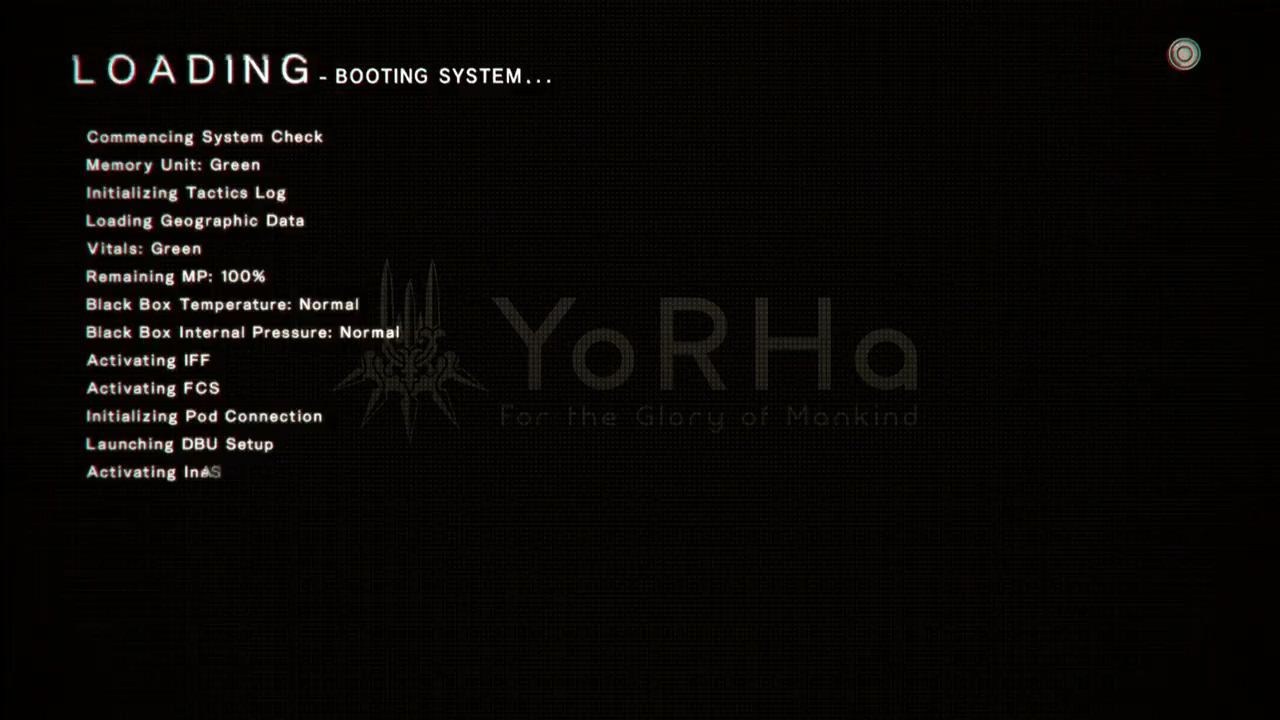 LOADING - BOOTING SYSTEM...
Commencing System Check
Memory Unit: Green
Initializing Tactics Log
Loading Geographic Data
Vitals: Green
Remaining MP: 100%
Black Box Temperature: Normal
Black Box Internal Pressure: Normal
Activating IFF
Activating FCS
Initializing Pod Connection
Launching DBU Setup
Activating
YoRHa
For the Glory of Mankind